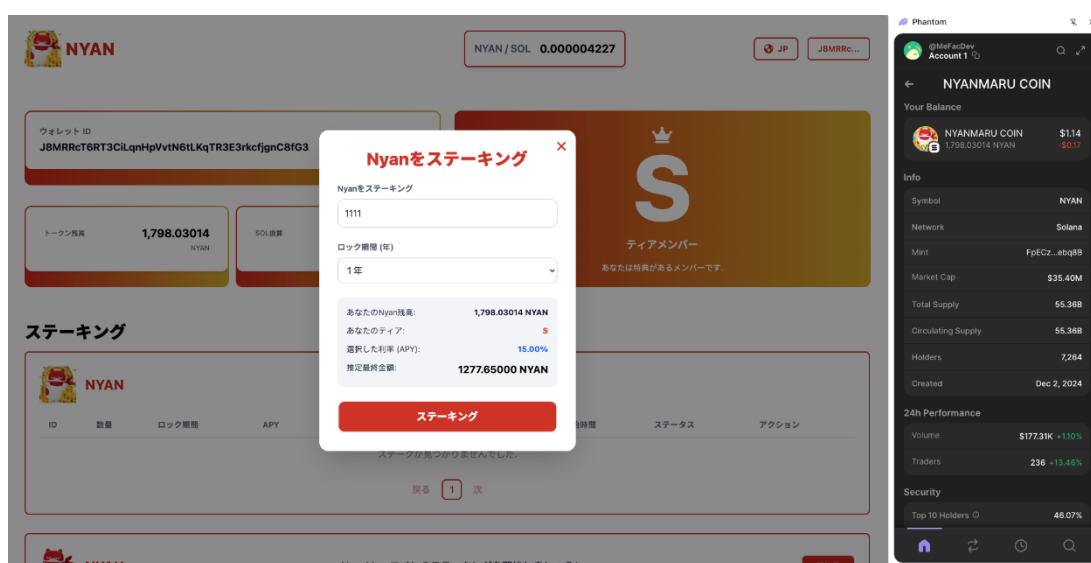 NYAN
NYAN / SOL 0.000004227
JP
J8MRRc...
ウォレット ID
J8MRRcT6RT3CiLqnHpVvtN6tLKqTR3E3rkcfjgnC8fG3
S
ティアメンバー
あなたは特典があるメンバーです.
トークン残高
1,798.03014
NYAN
SOL換算
ステーキング
NYAN
ID 数量 ロック期間 APY
ステータス アクション
ステークが見つかりませんでした.
戻る 1 次
Nyanをステーキング
Nyanをステーキング
1111
ロック期間 (年)
1 年
あなたのNyan残高: 1,798.03014 NYAN
あなたのティア: S
選択した利率 (APY): 15.00%
推定最終金額: 1277.65000 NYAN
ステーキング
Phantom
@MeFacDev
Account 1
NYANMARU COIN
Your Balance
NYANMARU COIN $1.14
1,798.03014 NYAN -$0.17
Info
Symbol NYAN
Network Solana
Mint FpECz...ebq8B
Market Cap $35.40M
Total Supply 55.36B
Circulating Supply 55.36B
Holders 7,264
Created Dec 2, 2024
24h Performance
Volume $177.31K +1.10%
Traders 236 +13.46%
Security
Top 10 Holders 46.07%